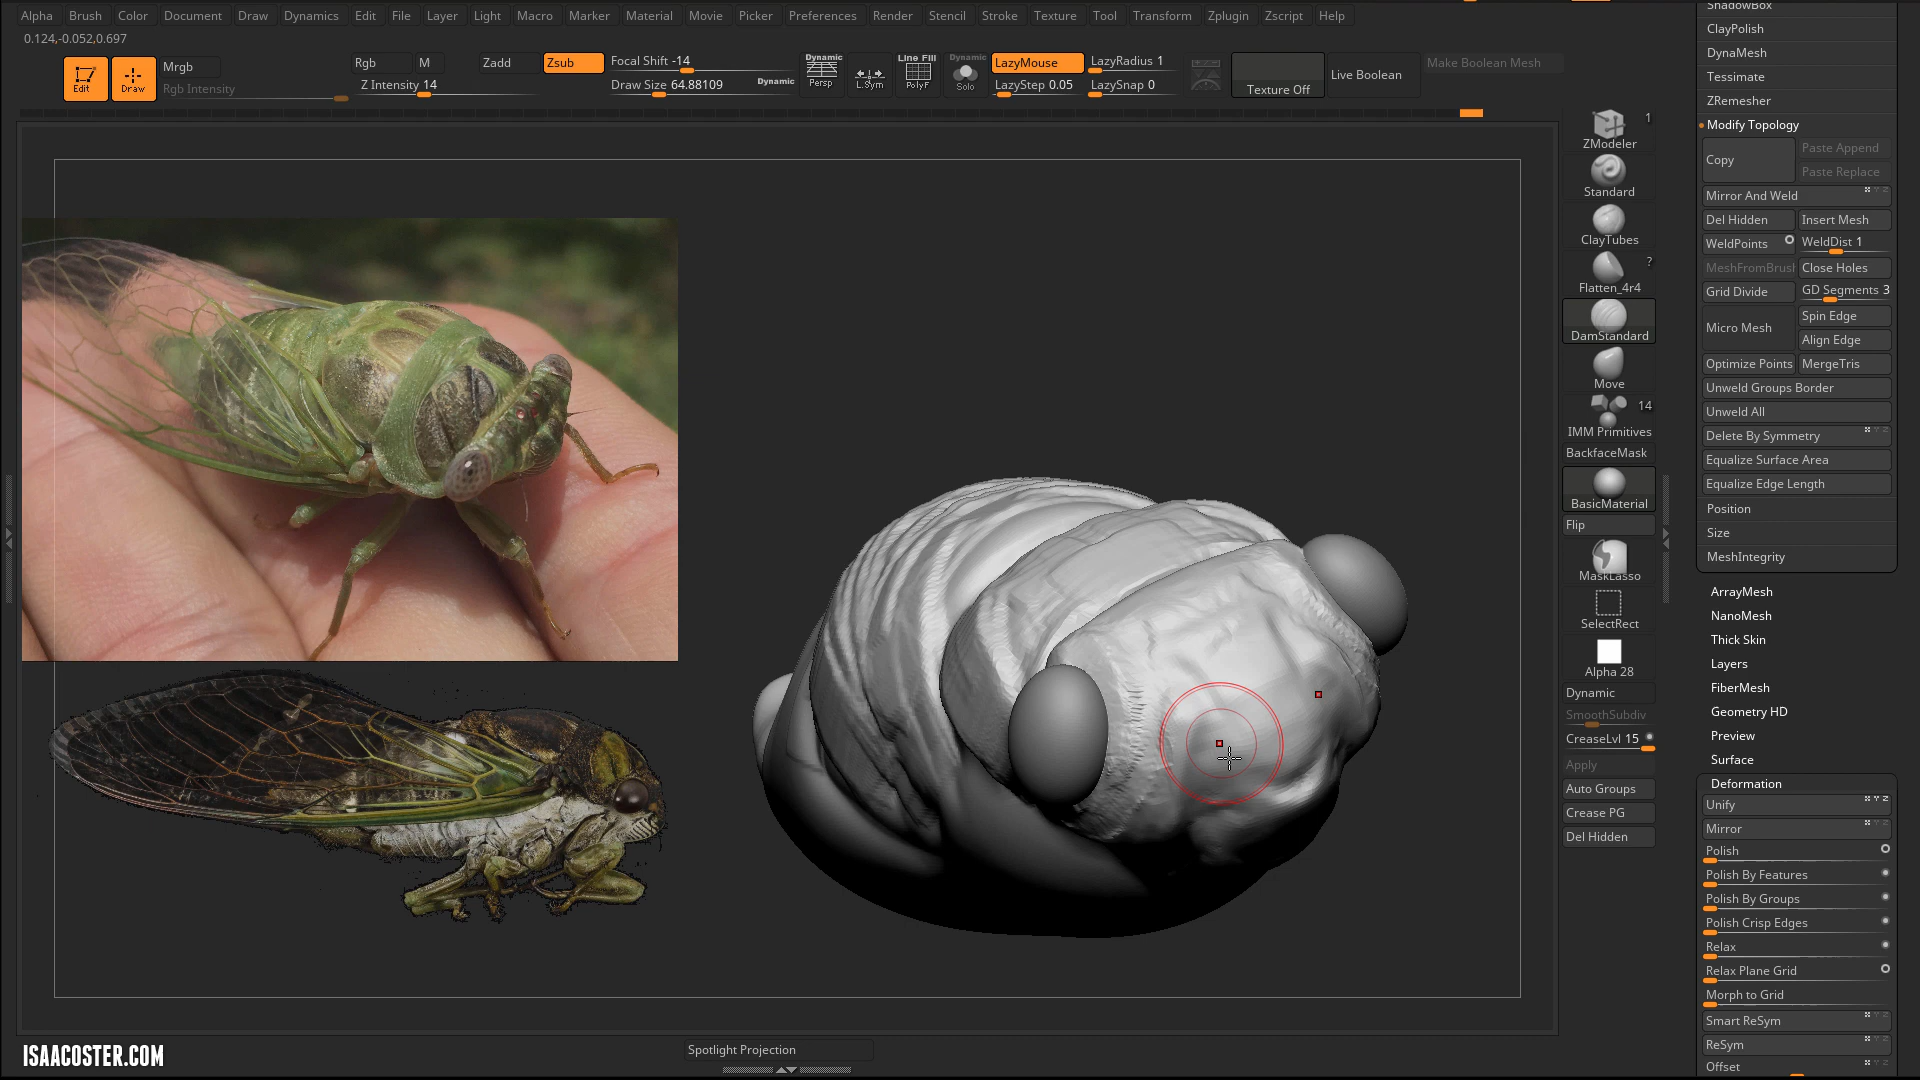 Alpha Brush Color Document Draw Dynamics Edit File Layer Light Macro Marker Material Movie Picker Preferences Render Stencil Stroke Texture Tool Transform Zplugin Zscript Help
0.124,-0.052,0.697
Edit
Draw
Mrgb
Rgb Intensity
Rgb M
Z Intensity 14
Zadd
Zsub
Focal Shift -14
Draw Size 64.88109
Dynamic
Dynamic
Persp
L.Sym
Line Fill
PolyF
Dynamic
Solo
LazyMouse
LazyStep 0.05
LazyRadius 1
LazySnap 0
Texture Off
Live Boolean
Make Boolean Mesh
1
ZModeler
Standard
ClayTubes
?
Flatten_4r4
DamStandard
Move
14
IMM Primitives
BackfaceMask
BasicMaterial
Flip
MaskLasso
SelectRect
Alpha 28
Dynamic
SmoothSubdiv
CreaseLvl 15
Apply
Auto Groups
Crease PG
Del Hidden
ShadowBox
ClayPolish
DynaMesh
Tessimate
ZRemesher
Modify Topology
Copy
Paste Append
Paste Replace
Mirror And Weld
Del Hidden Insert Mesh
WeldPoints WeldDist 1
MeshFromBrush Close Holes
Grid Divide GD Segments 3
Micro Mesh
Spin Edge
Align Edge
Optimize Points MergeTris
Unweld Groups Border
Unweld All
Delete By Symmetry
Equalize Surface Area
Equalize Edge Length
Position
Size
MeshIntegrity
ArrayMesh
NanoMesh
Thick Skin
Layers
FiberMesh
Geometry HD
Preview
Surface
Deformation
Unify
Mirror
Polish
Polish By Features
Polish By Groups
Polish Crisp Edges
Relax
Relax Plane Grid
Morph to Grid
Smart ReSym
ReSym
Offset
ISAACOSTER.COM
Spotlight Projection